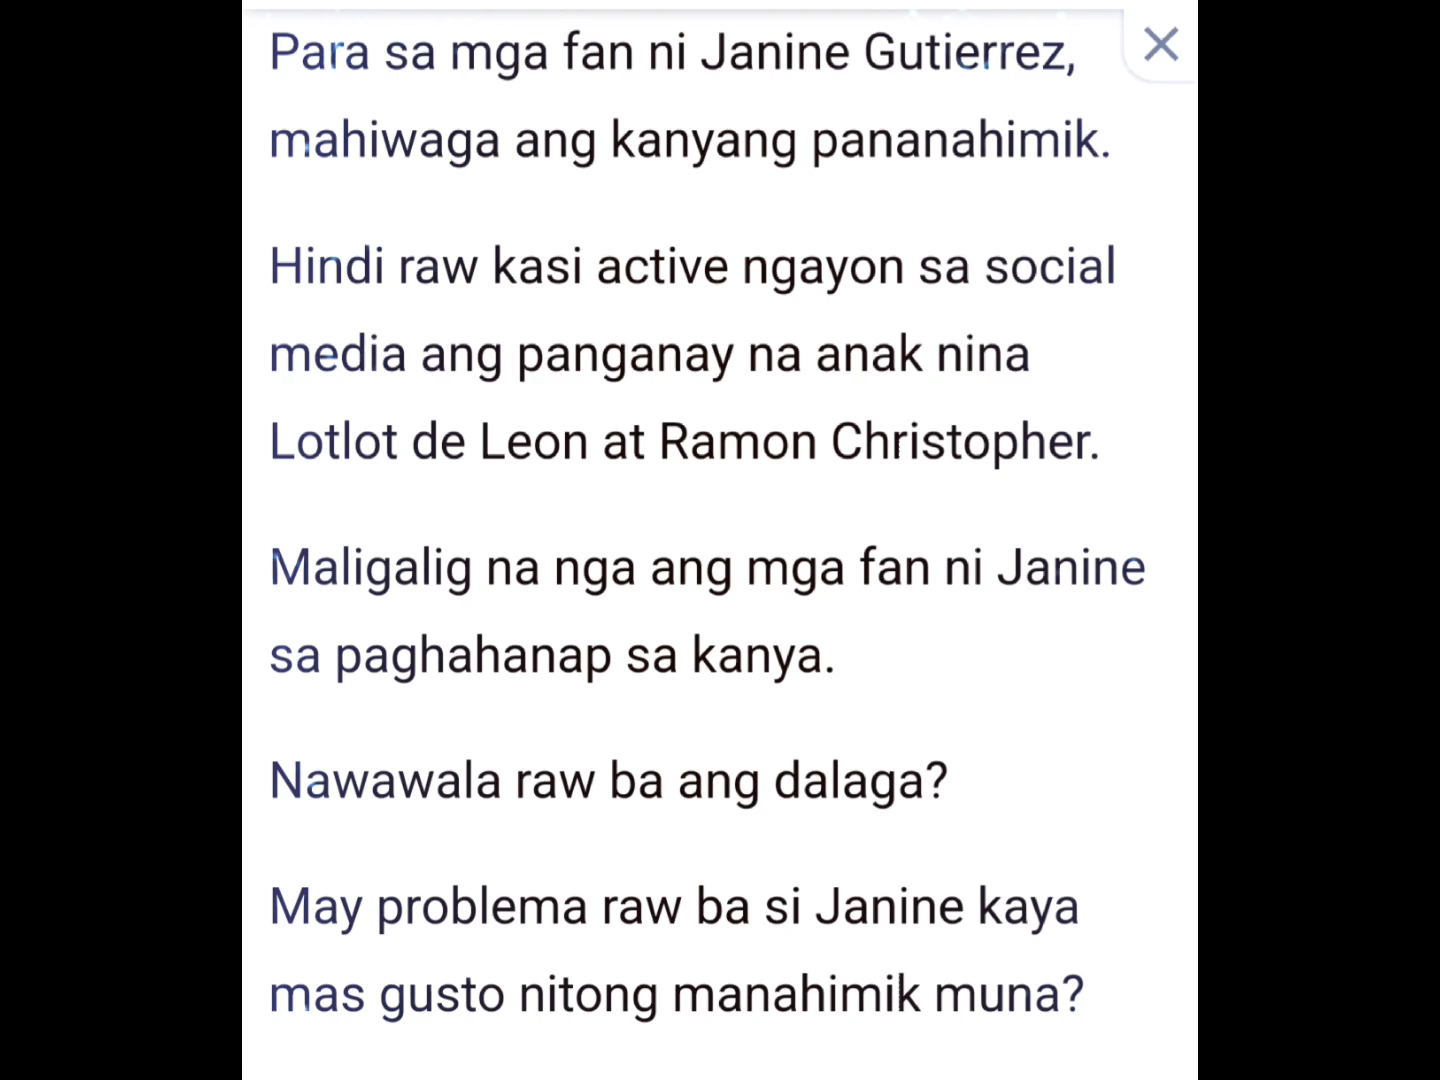 Para sa mga fan ni Janine Gutierrez,
mahiwaga ang kanyang pananahimik.
Hindi raw kasi active ngayon sa social
media ang panganay na anak nina
Lotlot de Leon at Ramon Christopher.
Maligalig na nga ang mga fan ni Janine
sa paghahanap sa kanya.
Nawawala raw ba ang dalaga?
May problema raw ba si Janine kaya
mas gusto nitong manahimik muna?